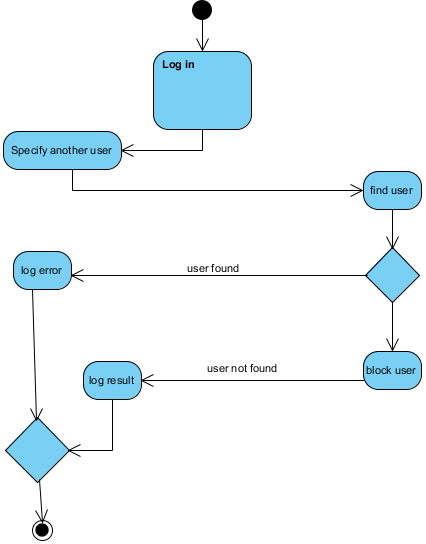 Log in
Specify another user
find user
user found
log error
user not found
block user
log result